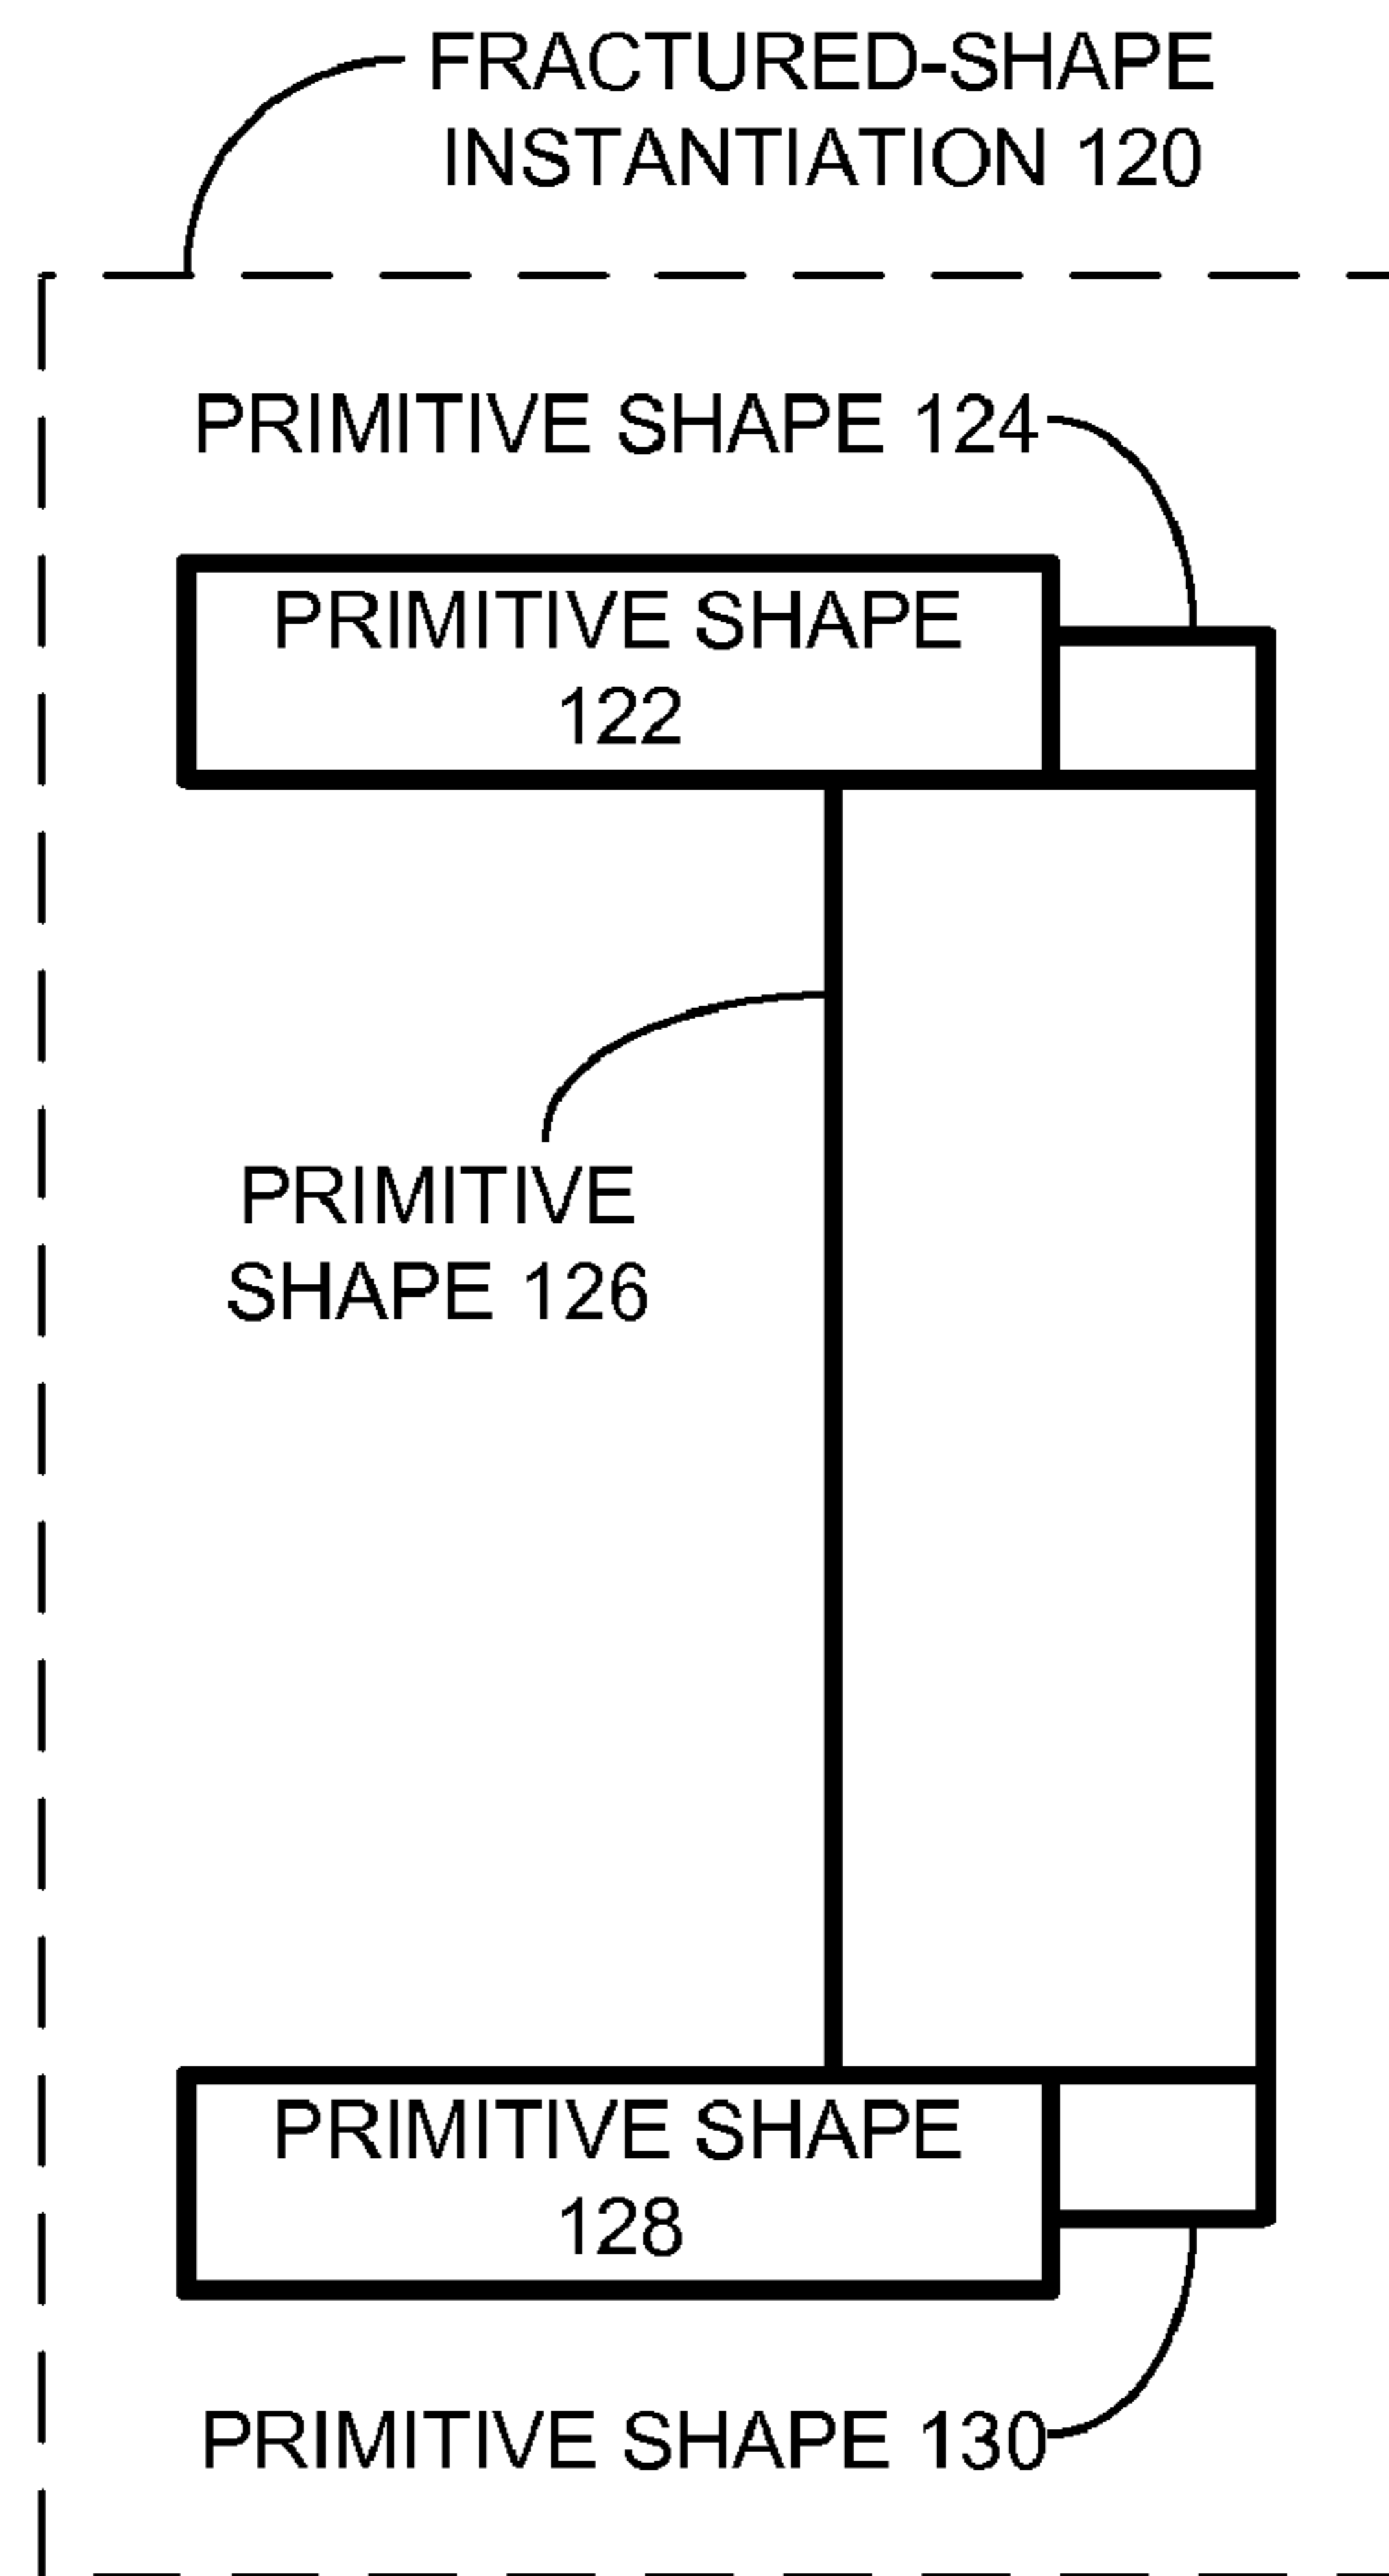 FRACTURED-SHAPE
INSTANTIATION 120
PRIMITIVE SHAPE 124
PRIMITIVE SHAPE
122
PRIMITIVE
SHAPE 126
PRIMITIVE SHAPE
128
PRIMITIVE SHAPE 130